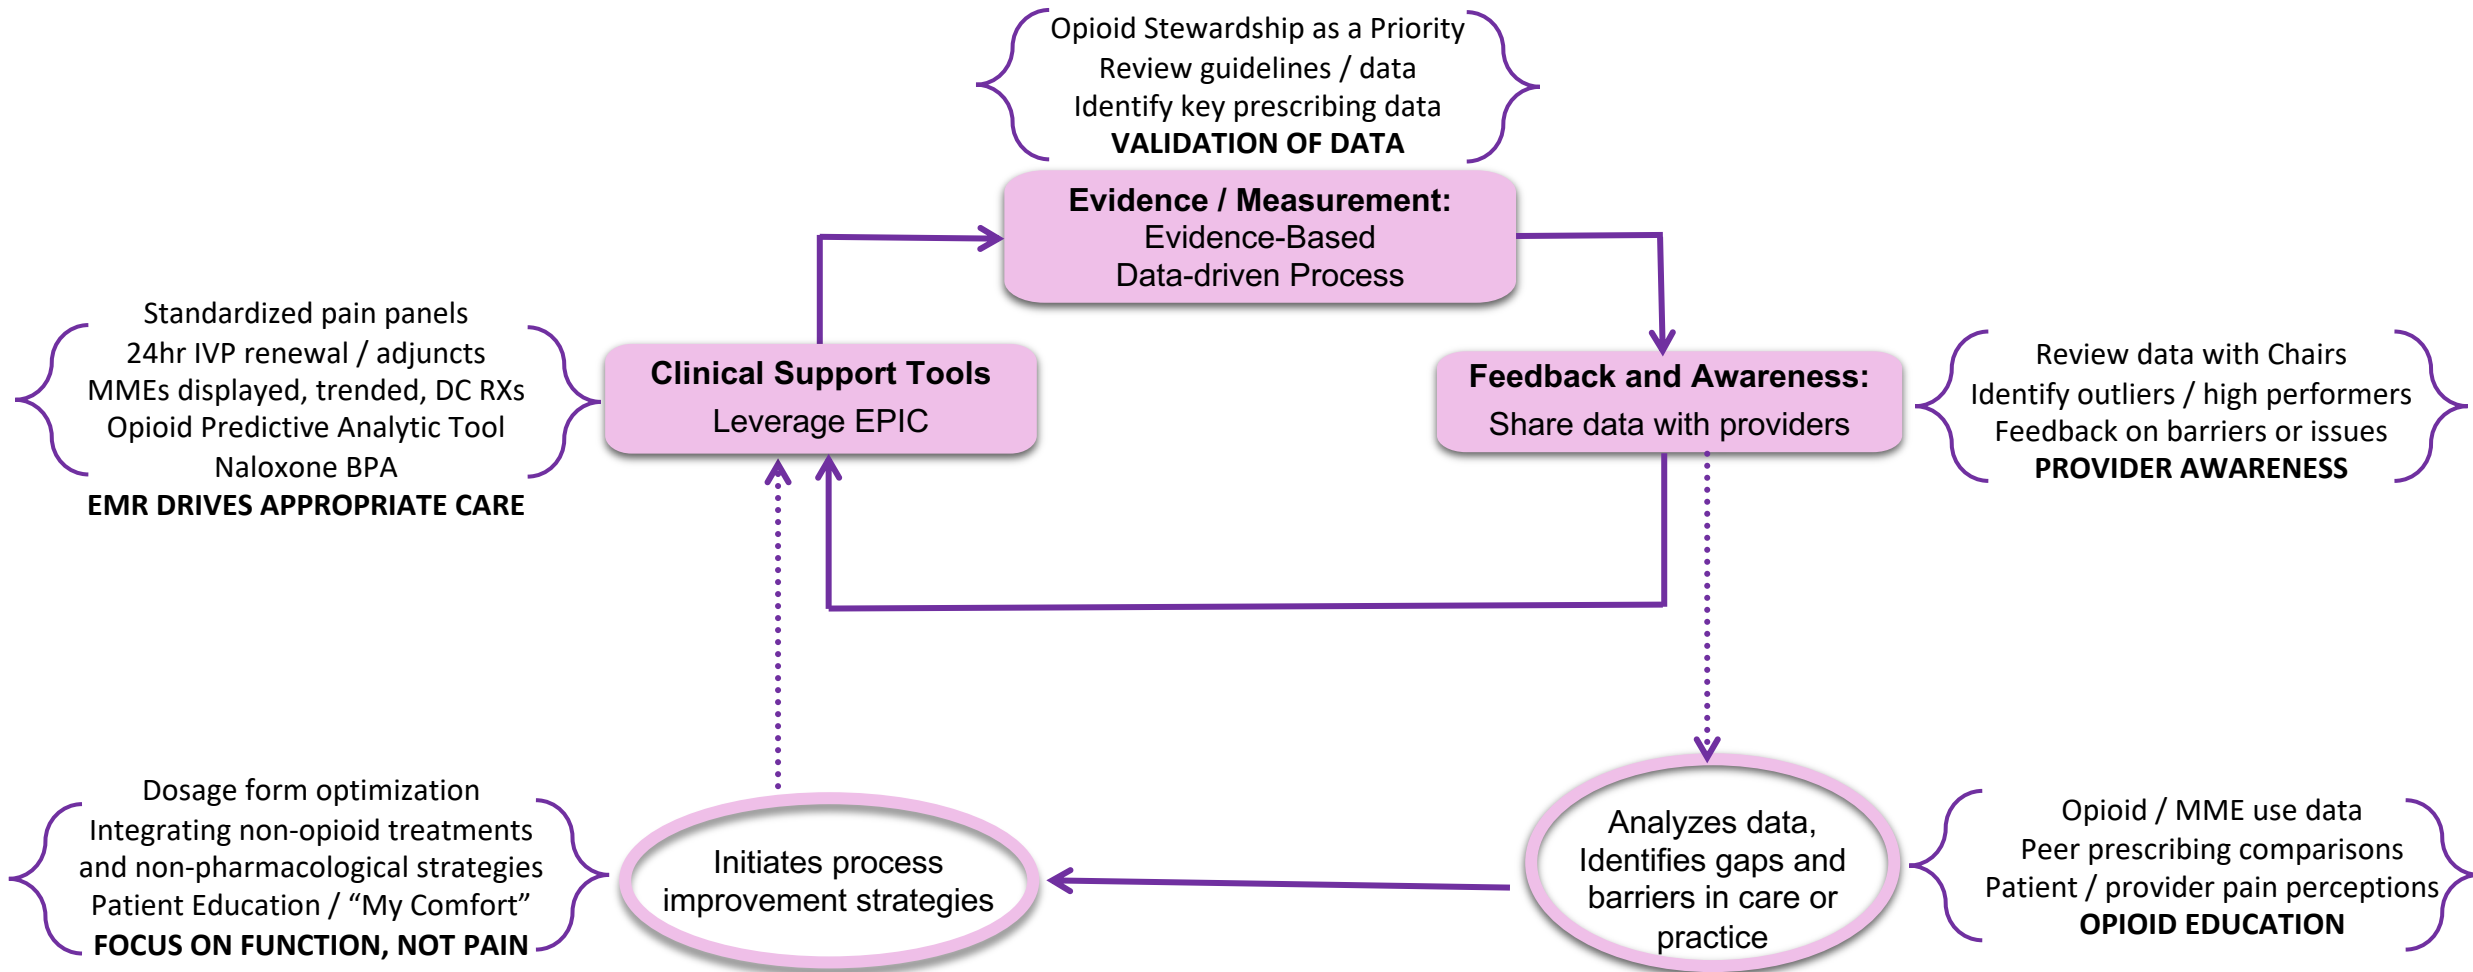 Opioid Stewardship as a Priority
Review guidelines / data
Identify key prescribing data
VALIDATION OF DATA
Evidence / Measurement:
Evidence-Based
Data-driven Process
Standardized pain panels
24hr IVP renewal / adjuncts
MMEs displayed, trended, DC RXs
Opioid Predictive Analytic Tool
Naloxone BPA
EMR DRIVES APPROPRIATE CARE
Clinical Support Tools
Leverage EPIC
Feedback and Awareness:
Share data with providers
Review data with Chairs
Identify outliers / high performers
Feedback on barriers or issues
PROVIDER AWARENESS
Dosage form optimization
Integrating non-opioid treatments
and non-pharmacological strategies
Patient Education / “My Comfort”
FOCUS ON FUNCTION, NOT PAIN
Initiates process
improvement strategies
Analyzes data,
Identifies gaps and
barriers in care or
practice
Opioid / MME use data
Peer prescribing comparisons
Patient / provider pain perceptions
OPIOID EDUCATION